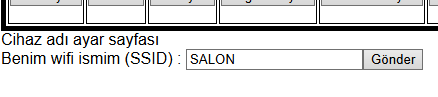 Cihaz adı ayar sayfası
Benim wifi ismim (SSID) : SALON Gönder